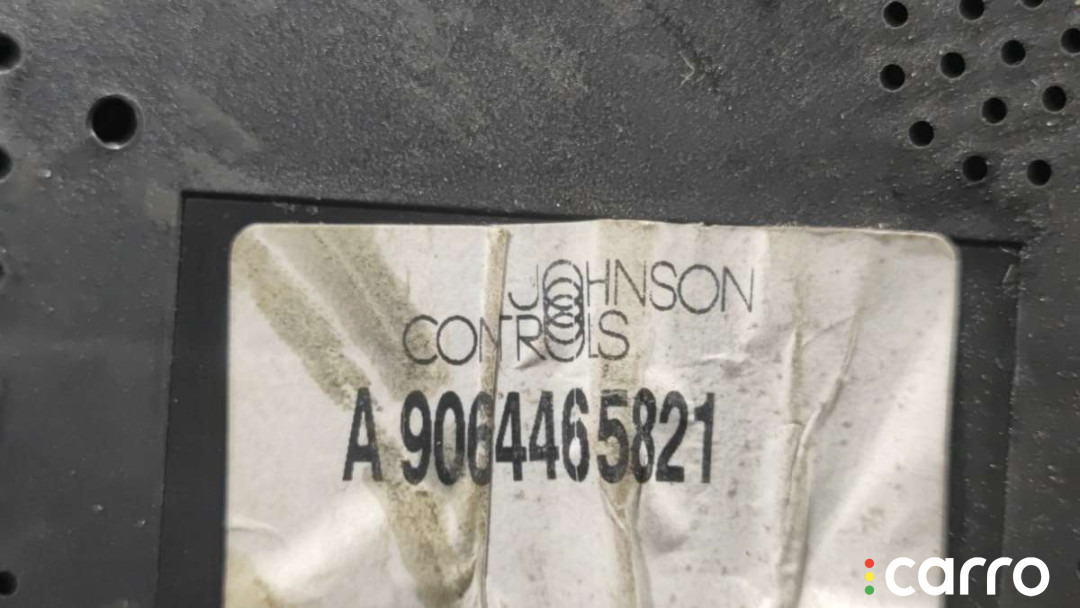 JOHNSON
CONTROLS
A 9064465821
carro